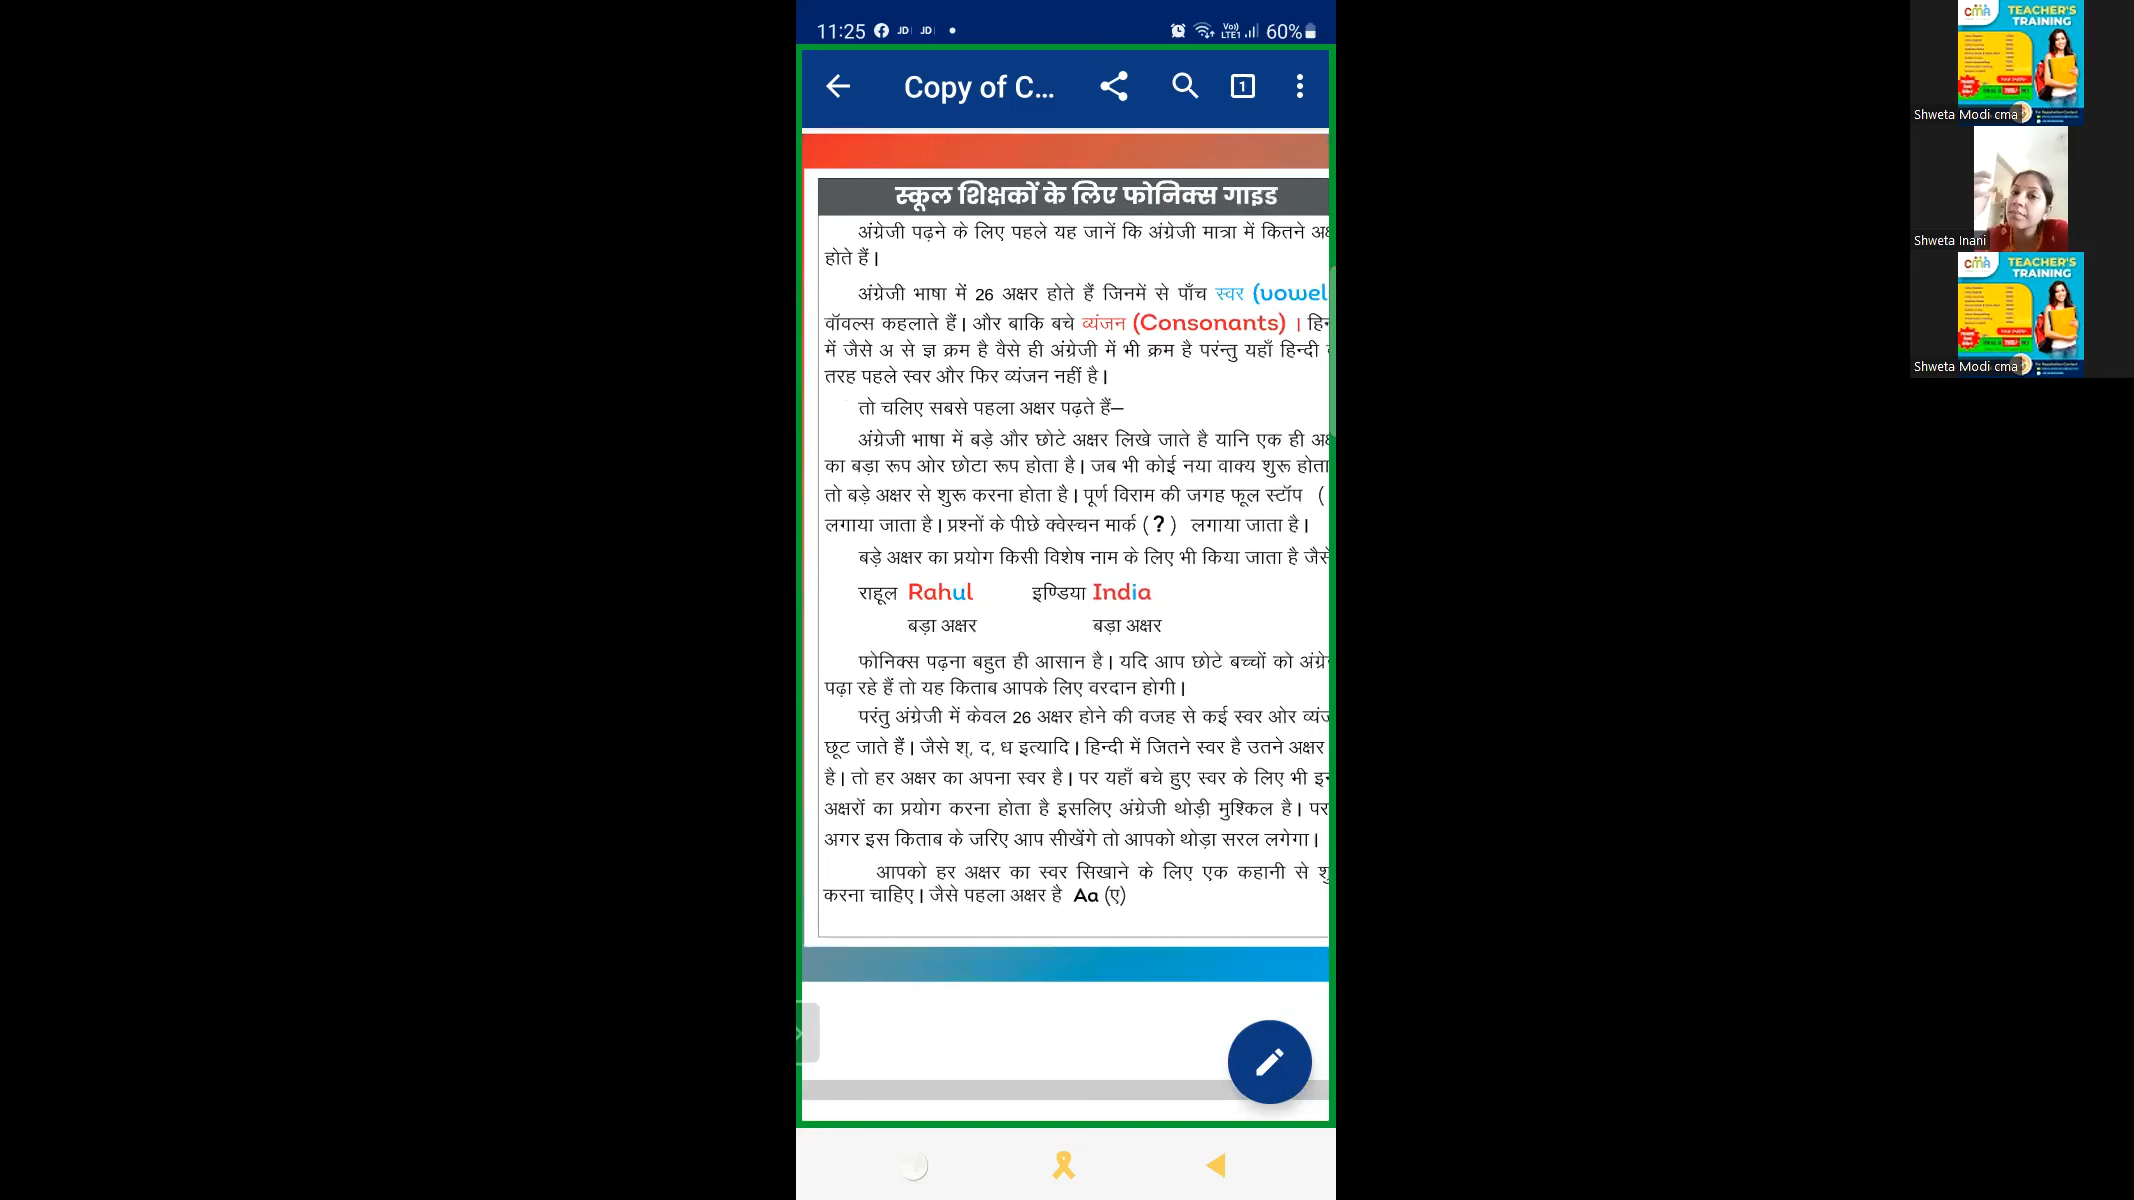 11:25
Vo))
LTE1
60%
Copy of C...
1
स्कूल शिक्षकों के लिए फोनिक्स गाइड
अंग्रेजी पढ़ने के लिए पहले यह जानें कि अंग्रेजी मात्रा में कितने
होते हैं।
अंग्रेजी भाषा में 26 अक्षर होते हैं जिनमें से पाँच स्वर (vowel
वॉवल्स कहलाते हैं। और बाकि बचे व्यंजन (Consonants) ।
में जैसे अ से ज्ञ क्रम है वैसे ही अंग्रेजी में भी क्रम है परंन्तु यहाँ हिन्दी
तरह पहले स्वर और फिर व्यंजन नहीं है।
तो चलिए सबसे पहला अक्षर पढ़ते हैं–
अंग्रेजी भाषा में बड़े और छोटे अक्षर लिखे जाते है यानि एक ही
का बड़ा रूप ओर छोटा रूप होता है। जब भी कोई नया वाक्य शुरू होता
तो बड़े अक्षर से शुरू करना होता है। पूर्ण विराम की जगह फूल स्टॉप (
लगाया जाता है। प्रश्नों के पीछे क्वेस्चन मार्क (?) लगाया जाता है।
बड़े अक्षर का प्रयोग किसी विशेष नाम के लिए भी किया जाता है जैसे
राहूल Rahul इण्डिया India
बड़ा अक्षर बड़ा अक्षर
फोनिक्स पढ़ना बहुत ही आसान है। यदि आप छोटे बच्चों को
पढ़ा रहे हैं तो यह किताब आपके लिए वरदान होगी।
परंतु अंग्रेजी में केवल 26 अक्षर होने की वजह से कई स्वर ओर
छूट जाते हैं। जैसे श्, द, ध इत्यादि। हिन्दी में जितने स्वर है उतने अक्षर
है। तो हर अक्षर का अपना स्वर है। पर यहाँ बचे हुए स्वर के लिए भी
अक्षरों का प्रयोग करना होता है इसलिए अंग्रेजी थोड़ी मुश्किल है।
अगर इस किताब के जरिए आप सीखेंगे तो आपको थोड़ा सरल लगेगा।
आपको हर अक्षर का स्वर सिखाने के लिए एक कहानी से
करना चाहिए। जैसे पहला अक्षर है Aa (ए)
cmA
TEACHER'S
TRAINING
Shweta Modi cma
Shweta Inani
cmA
TEACHER'S
TRAINING
Shweta Modi cma